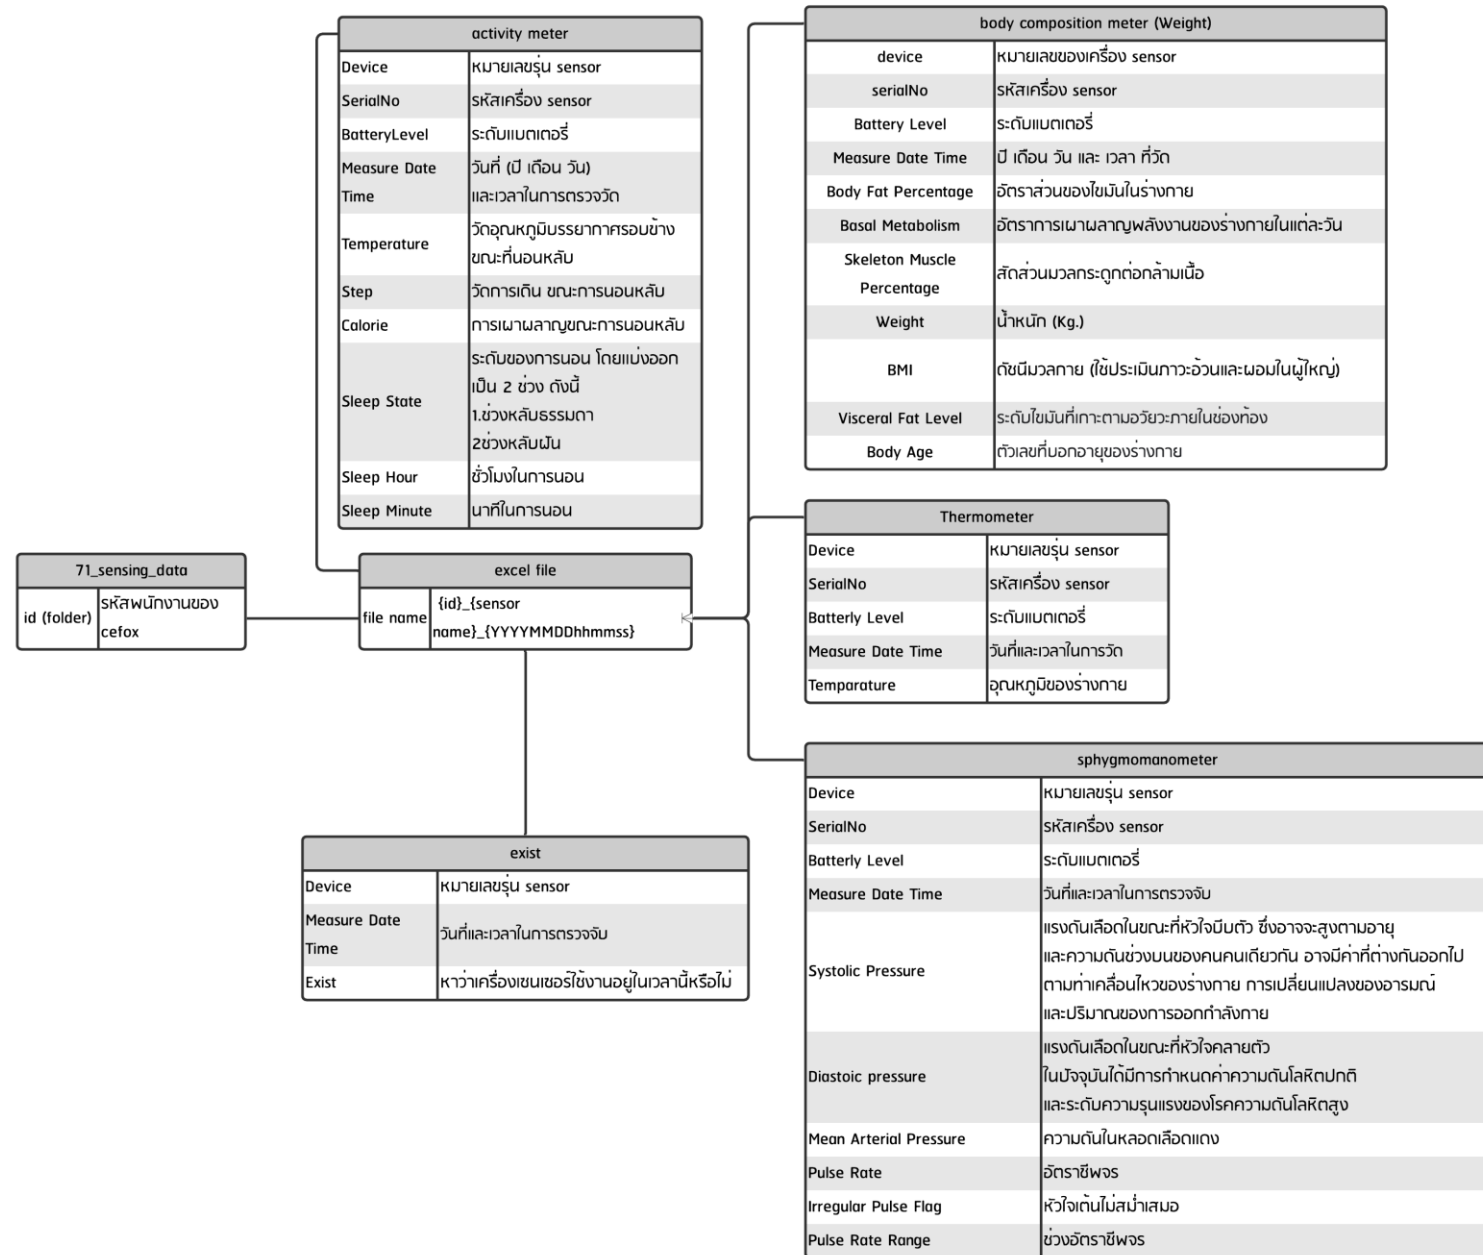 activity meter
Device หมายเลขรุ่น sensor
SerialNo รหัสเครื่อง sensor
BatteryLevel ระดับแบตเตอรี่
Measure Date
Time
วันที่ (ปี เดือน วัน)
และเวลาในการตรวจวัด
Temperature
วัดอุณหภูมิบรรยากาศรอบข้าง
ขณะที่นอนหลับ
Step วัดการเดิน ขณะการนอนหลับ
Calorie การเผาผลาญขณะการนอนหลับ
Sleep State
ระดับของการนอน โดยแบ่งออก
เป็น 2 ช่วง ดังนี้
1.ช่วงหลับธรรมดา
2ช่วงหลับฝัน
Sleep Hour ชั่วโมงในการนอน
Sleep Minute นาทีในการนอน
body composition meter (Weight)
device หมายเลขของเครื่อง sensor
serialNo รหัสเครื่อง sensor
Battery Level ระดับแบตเตอรี่
Measure Date Time ปี เดือน วัน และ เวลา ที่วัด
Body Fat Percentage อัตราส่วนของไขมันในร่างกาย
Basal Metabolism อัตราการเผาผลาญพลังงานของร่างกายในแต่ละวัน
Skeleton Muscle
Percentage
สัดส่วนมวลกระดูกต่อกล้ามเนื้อ
Weight น้ำหนัก (Kg.)
BMI ดัชนีมวลกาย (ใช้ประเมินภาวะอ้วนและผอมในผู้ใหญ่)
Visceral Fat Level ระดับไขมันที่เกาะตามอวัยวะภายในช่องท้อง
Body Age ตัวเลขที่บอกอายุของร่างกาย
71_sensing_data
id (folder)
รหัสพนักงานของ
cefox
excel file
file name
{id}_{sensor
name}_{YYYYMMDDhhmmss}
Thermometer
Device หมายเลขรุ่น sensor
SerialNo รหัสเครื่อง sensor
Batterly Level ระดับแบตเตอรี่
Measure Date Time วันที่และเวลาในการวัด
Temparature อุณหภูมิของร่างกาย
exist
Device หมายเลขรุ่น sensor
Measure Date
Time
วันที่และเวลาในการตรวจจับ
Exist หาว่าเครื่องเซนเซอร์ใช้งานอยู่ในเวลานี้หรือไม่
sphygmomanometer
Device หมายเลขรุ่น sensor
SerialNo รหัสเครื่อง sensor
Batterly Level ระดับแบตเตอรี่
Measure Date Time วันที่และเวลาในการตรวจจับ
Systolic Pressure
แรงดันเลือดในขณะที่หัวใจบีบตัว ซึ่งอาจจะสูงตามอายุ
และความดันช่วงบนของคนคนเดียวกัน อาจมีค่าที่ต่างกันออกไป
ตามท่าเคลื่อนไหวของร่างกาย การเปลี่ยนแปลงของอารมณ์
และปริมาณของการออกกำลังกาย
Diastoic pressure
แรงดันเลือดในขณะที่หัวใจคลายตัว
ในปัจจุบันได้มีการกำหนดค่าความดันโลหิตปกติ
และระดับความรุนแรงของโรคความดันโลหิตสูง
Mean Arterial Pressure ความดันในหลอดเลือดแดง
Pulse Rate อัตราชีพจร
Irregular Pulse Flag หัวใจเต้นไม่สม่ำเสมอ
Pulse Rate Range ช่วงอัตราชีพจร